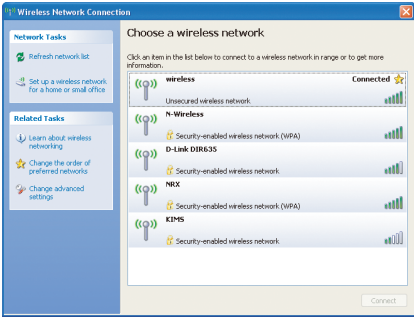 Wireless Network Connection
Network Tasks
Refresh network list
Set up a wireless network
for a home or small office
Related Tasks
Learn about wireless
networking
Change the order of
preferred networks
Change advanced
settings
Choose a wireless network
Click an item in the list below to connect to a wireless network in range or to get more
information.
wireless Connected
Unsecured wireless network
N-Wireless
Security-enabled wireless network (WPA)
D-Link DIR635
Security-enabled wireless network
NRX
Security-enabled wireless network (WPA)
KIMS
Security-enabled wireless network
Connect